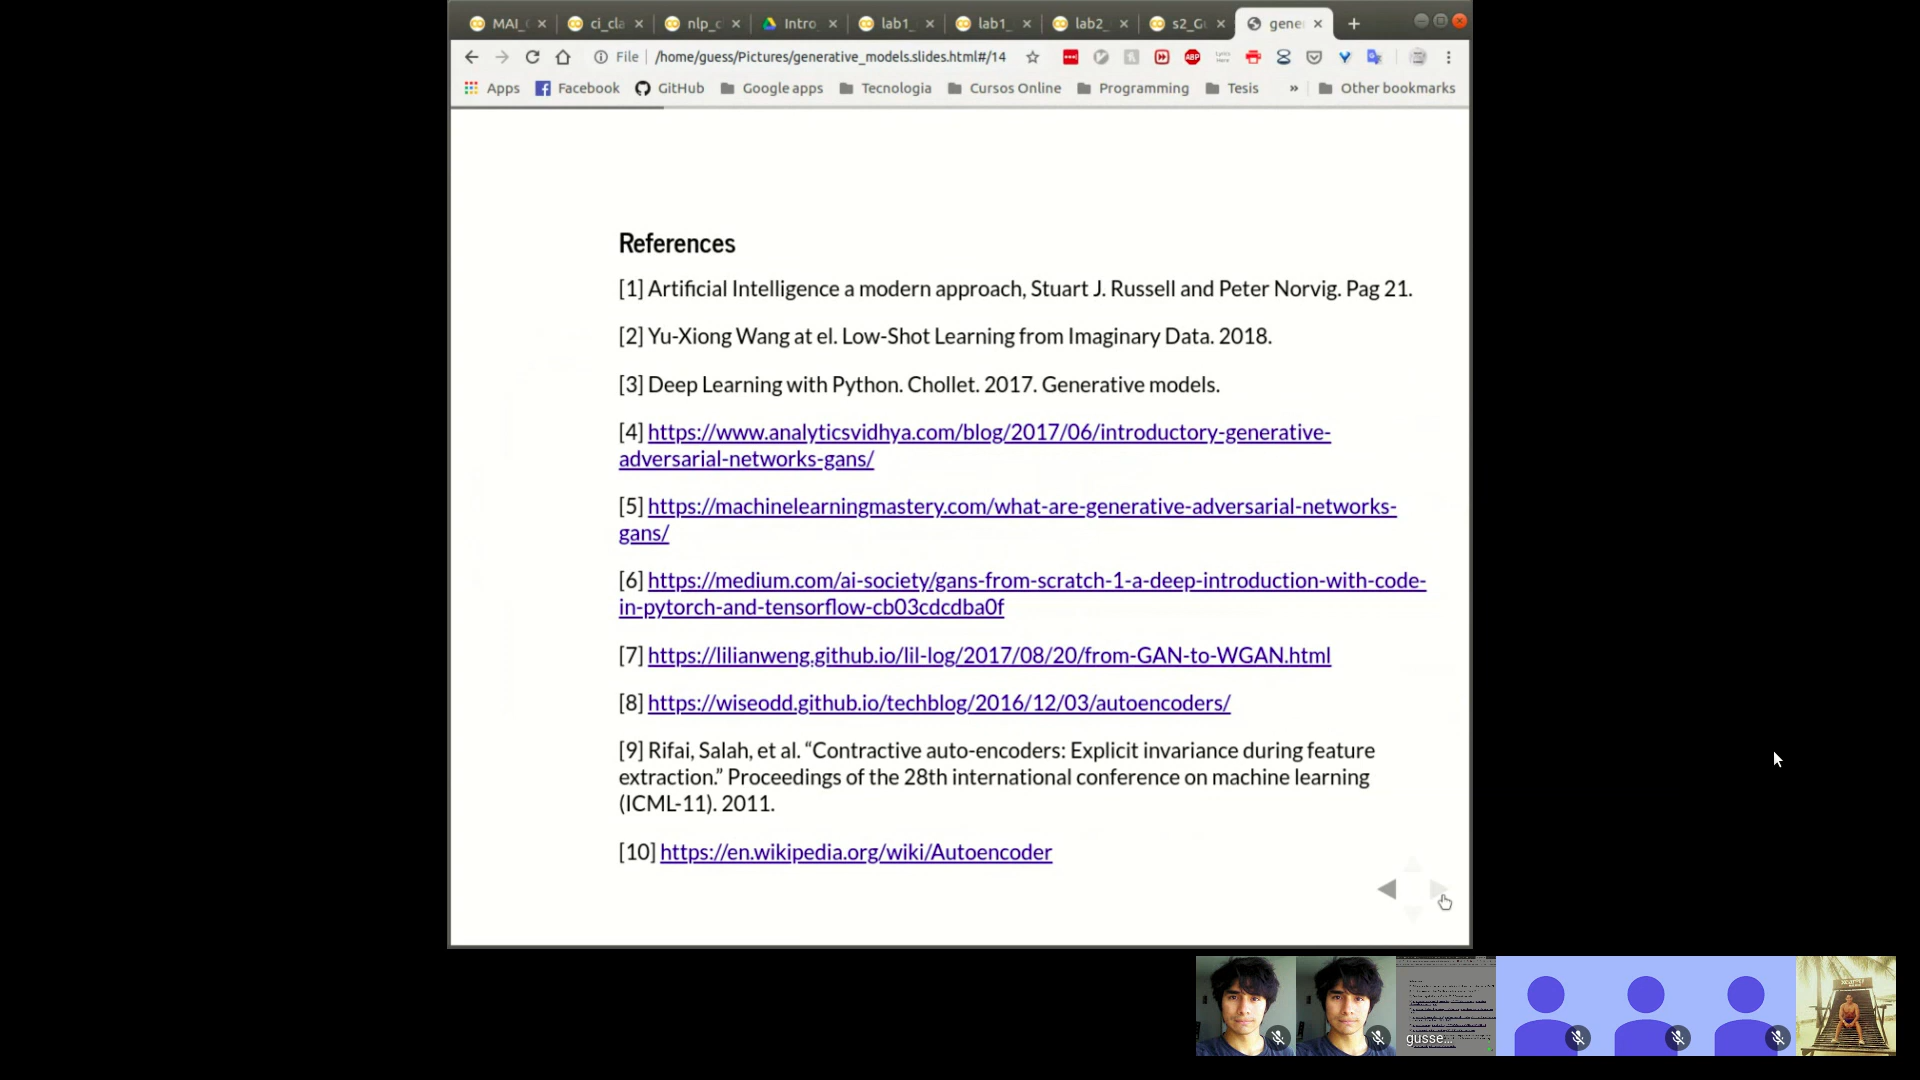 MAI_ ci_cla nlp_c Intro lab1_ lab1_ lab2_ s2_G gene
File /home/guess/Pictures/generative_models.slides.html#/14
ABP
Apps Facebook GitHub Google apps Tecnologia Cursos Online Programming Tesis » Other bookmarks
References
[1] Artificial Intelligence a modern approach, Stuart J. Russell and Peter Norvig. Pag 21.
[2] Yu-Xiong Wang at el. Low-Shot Learning from Imaginary Data. 2018.
[3] Deep Learning with Python. Chollet. 2017. Generative models.
[4] https://www.analyticsvidhya.com/blog/2017/06/introductory-generative-
adversarial-networks-gans/
[5] https://machinelearningmastery.com/what-are-generative-adversarial-networks-
gans/
[6] https://medium.com/ai-society/gans-from-scratch-1-a-deep-introduction-with-code-
in-pytorch-and-tensorflow-cb03cdcdba0f
[7] https://lilianweng.github.io/lil-log/2017/08/20/from-GAN-to-WGAN.html
[8] https://wiseodd.github.io/techblog/2016/12/03/autoencoders/
[9] Rifai, Salah, et al. “Contractive auto-encoders: Explicit invariance during feature
extraction.” Proceedings of the 28th international conference on machine learning
(ICML-11). 2011.
[10] https://en.wikipedia.org/wiki/Autoencoder
gusse...